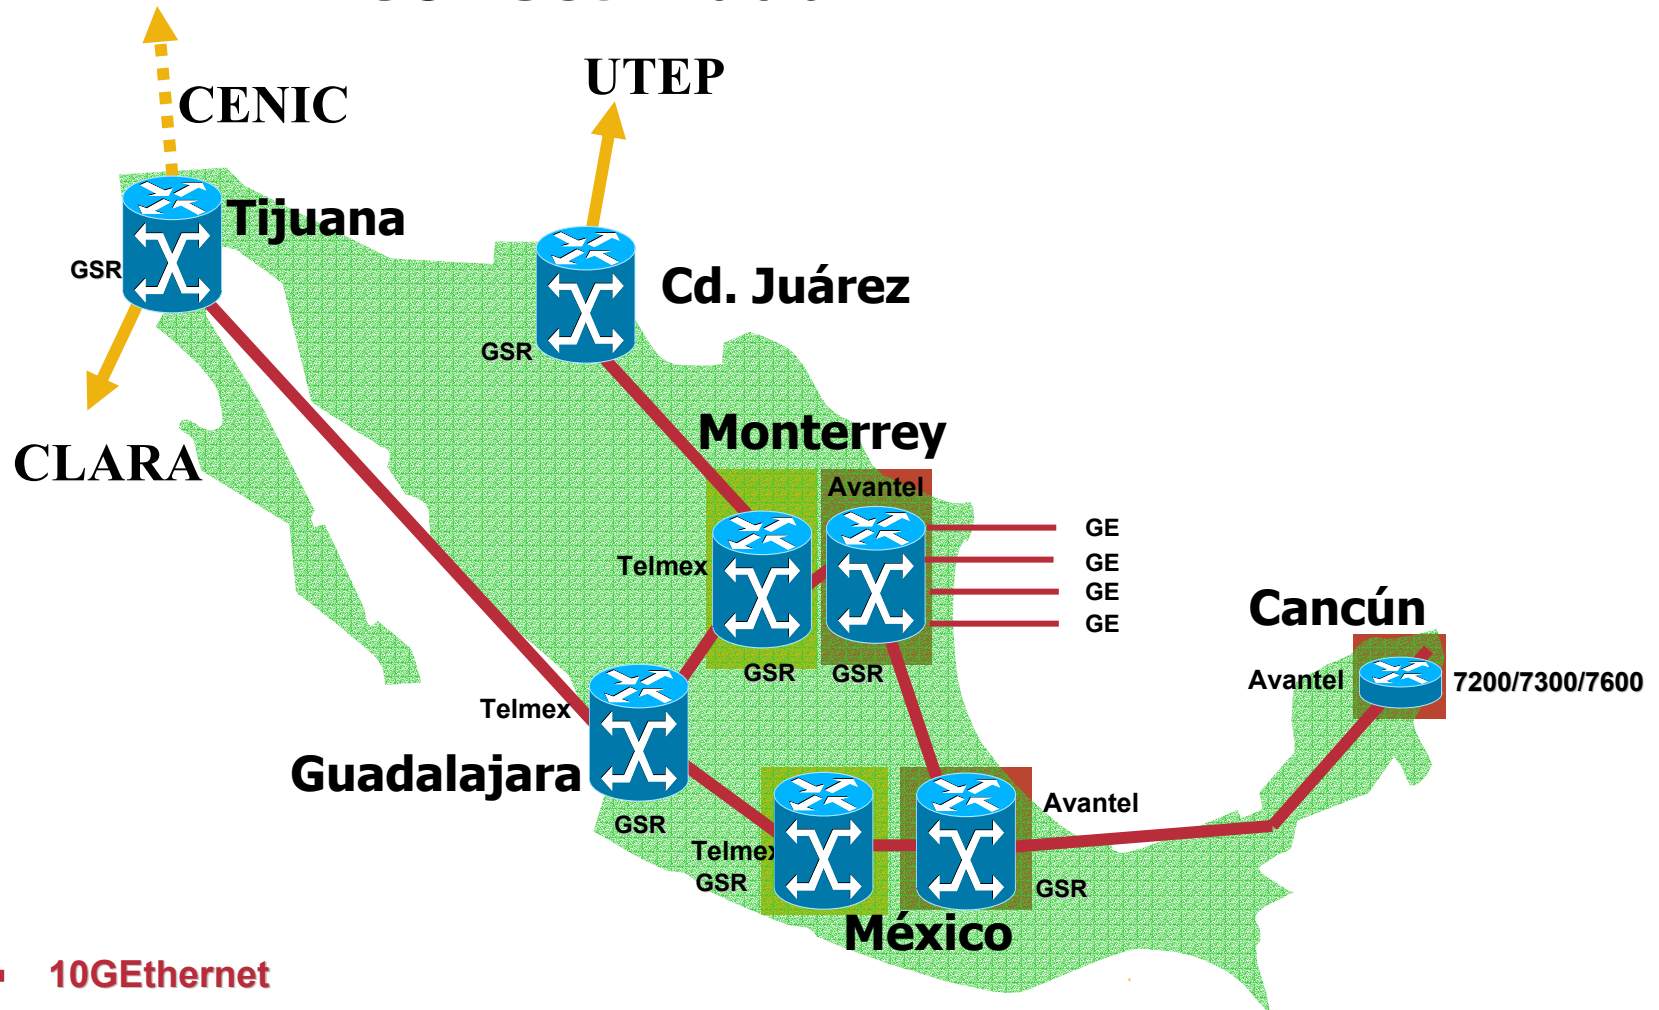 CENIC
UTEP
Tijuana
GSR
Cd. Juárez
GSR
CLARA
Monterrey
Avantel
GE
Telmex
GE
GE
GE
Cancún
GSR
GSR
Avantel
7200/7300/7600
Telmex
Guadalajara
GSR
Avantel
Telmex
GSR
GSR
México
10GEthernet